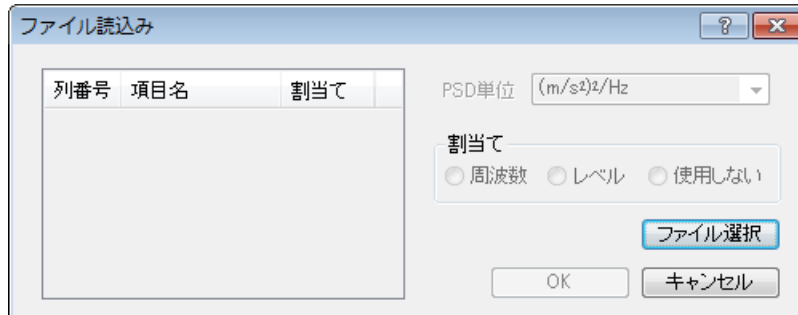 ファイル読込み
列番号 項目名 割当て
PSD単位 (m/s²)²/Hz
割当て
周波数 レベル 使用しない
ファイル選択
OK キャンセル